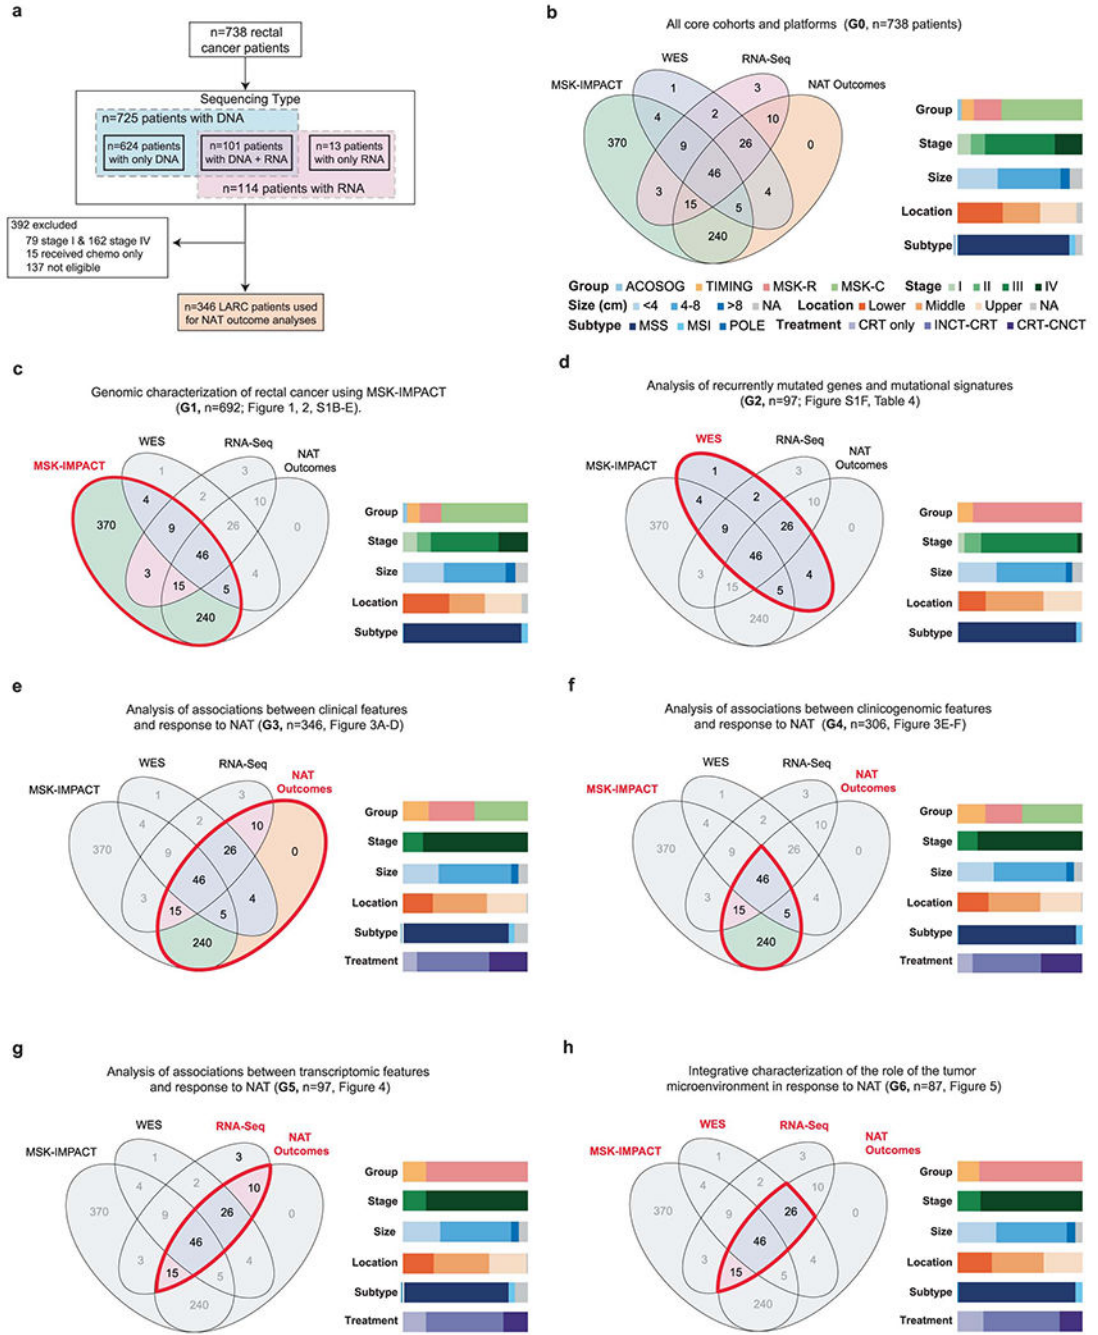 a
n=738 rectal
cancer patients
Sequencing Type
n=725 patients with DNA
n=624 patients
with only DNA
n=101 patients
with DNA + RNA
n=13 patients
with only RNA
n=114 patients with RNA
392 excluded
79 stage I & 162 stage IV
15 received chemo only
137 not eligible
n=346 LARC patients used
for NAT outcome analyses
b
All core cohorts and platforms (G0, n=738 patients)
WES
RNA-Seq
MSK-IMPACT
NAT Outcomes
1
3
4
2
10
370
9
26
0
46
3
4
15
5
240
Group
Stage
Size
Location
Subtype
Group ACOSOG TIMING MSK-R MSK-C Stage I II III IV
Size (cm) <4 4-8 >8 NA Location Lower Middle Upper NA
Subtype MSS MSI POLE Treatment CRT only INCT-CRT CRT-CNCT
c
Genomic characterization of rectal cancer using MSK-IMPACT
(G1, n=692; Figure 1, 2, S1B-E).
WES
RNA-Seq
MSK-IMPACT
NAT
Outcomes
1
3
4
2
10
370
9
26
0
46
3
4
15
5
240
Group
Stage
Size
Location
Subtype
d
Analysis of recurrently mutated genes and mutational signatures
(G2, n=97; Figure S1F, Table 4)
WES
RNA-Seq
MSK-IMPACT
NAT
Outcomes
1
3
4
2
10
370
9
26
0
46
3
4
15
5
240
Group
Stage
Size
Location
Subtype
e
Analysis of associations between clinical features
and response to NAT (G3, n=346, Figure 3A-D)
WES
RNA-Seq
MSK-IMPACT
NAT
Outcomes
1
3
4
2
10
370
9
26
0
46
3
4
15
5
240
Group
Stage
Size
Location
Subtype
Treatment
f
Analysis of associations between clinicogenomic features
and response to NAT (G4, n=306, Figure 3E-F)
WES
RNA-Seq
MSK-IMPACT
NAT
Outcomes
1
3
4
2
10
370
9
26
0
46
3
4
15
5
240
Group
Stage
Size
Location
Subtype
Treatment
g
Analysis of associations between transcriptomic features
and response to NAT (G5, n=97, Figure 4)
WES
RNA-Seq
MSK-IMPACT
NAT
Outcomes
1
3
4
2
10
370
9
26
0
46
3
4
15
5
240
Group
Stage
Size
Location
Subtype
Treatment
h
Integrative characterization of the role of the tumor
microenvironment in response to NAT (G6, n=87, Figure 5)
WES
RNA-Seq
MSK-IMPACT
NAT
Outcomes
1
3
4
2
10
370
9
26
0
46
3
4
15
5
240
Group
Stage
Size
Location
Subtype
Treatment